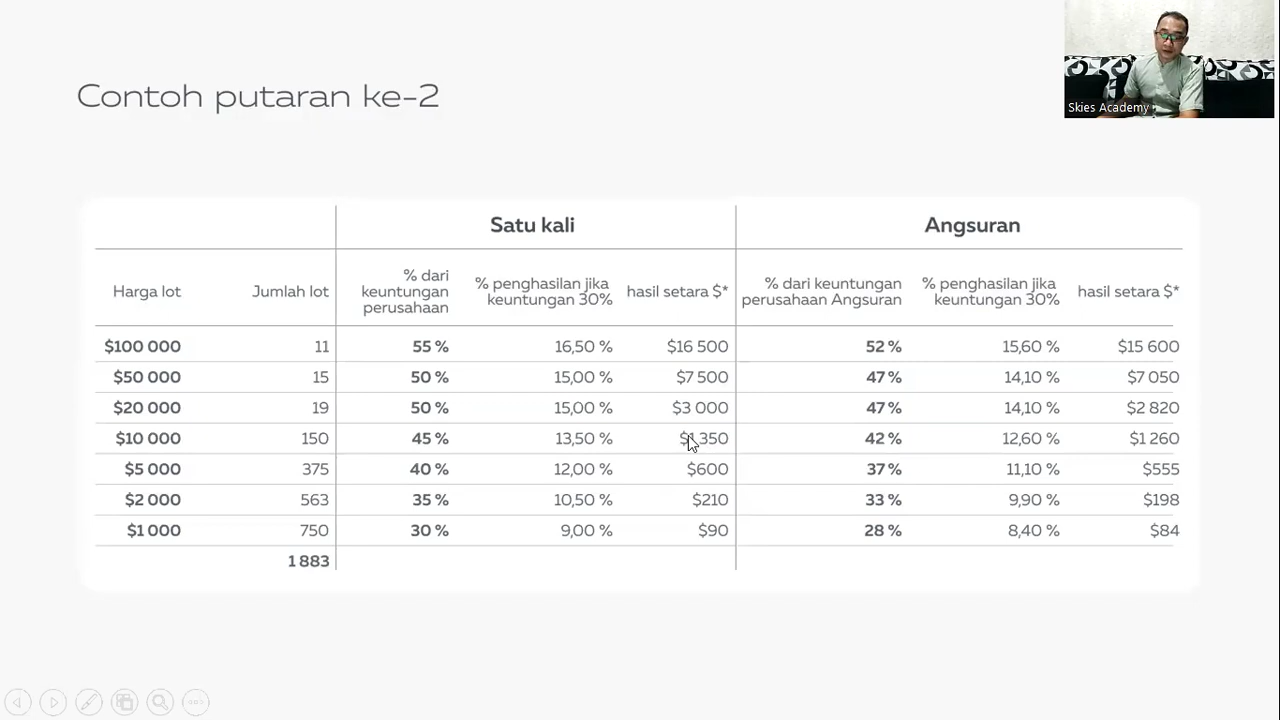 Skies Academy
Contoh putaran ke-2
Satu kali Angsuran
Harga lot Jumlah lot % dari keuntungan perusahaan % penghasilan jika keuntungan 30% hasil setara $* % dari keuntungan perusahaan Angsuran % penghasilan jika keuntungan 30% hasil setara $*
$100 000 11 55 % 16,50 % $16 500 52 % 15,60 % $15 600
$50 000 15 50 % 15,00 % $7 500 47 % 14,10 % $7 050
$20 000 19 50 % 15,00 % $3 000 47 % 14,10 % $2 820
$10 000 150 45 % 13,50 % $1 350 42 % 12,60 % $1 260
$5 000 375 40 % 12,00 % $600 37 % 11,10 % $555
$2 000 563 35 % 10,50 % $210 33 % 9,90 % $198
$1 000 750 30 % 9,00 % $90 28 % 8,40 % $84
1 883